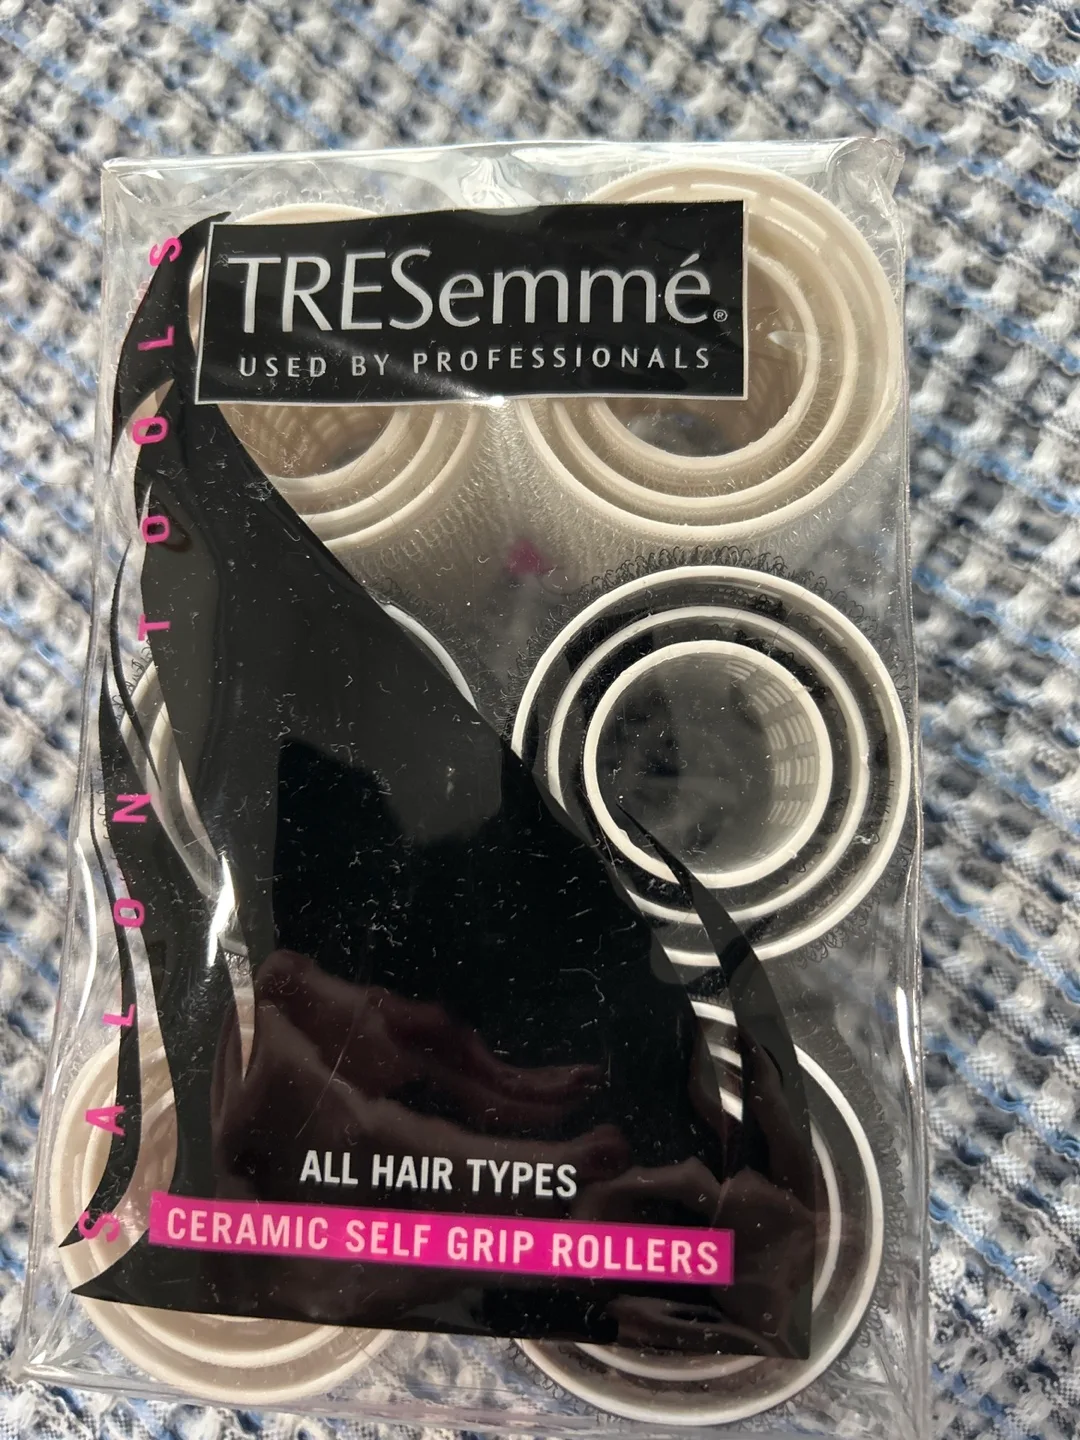 TRESemmé®
USED BY PROFESSIONALS
SALON TOOLS
ALL HAIR TYPES
CERAMIC SELF GRIP ROLLERS